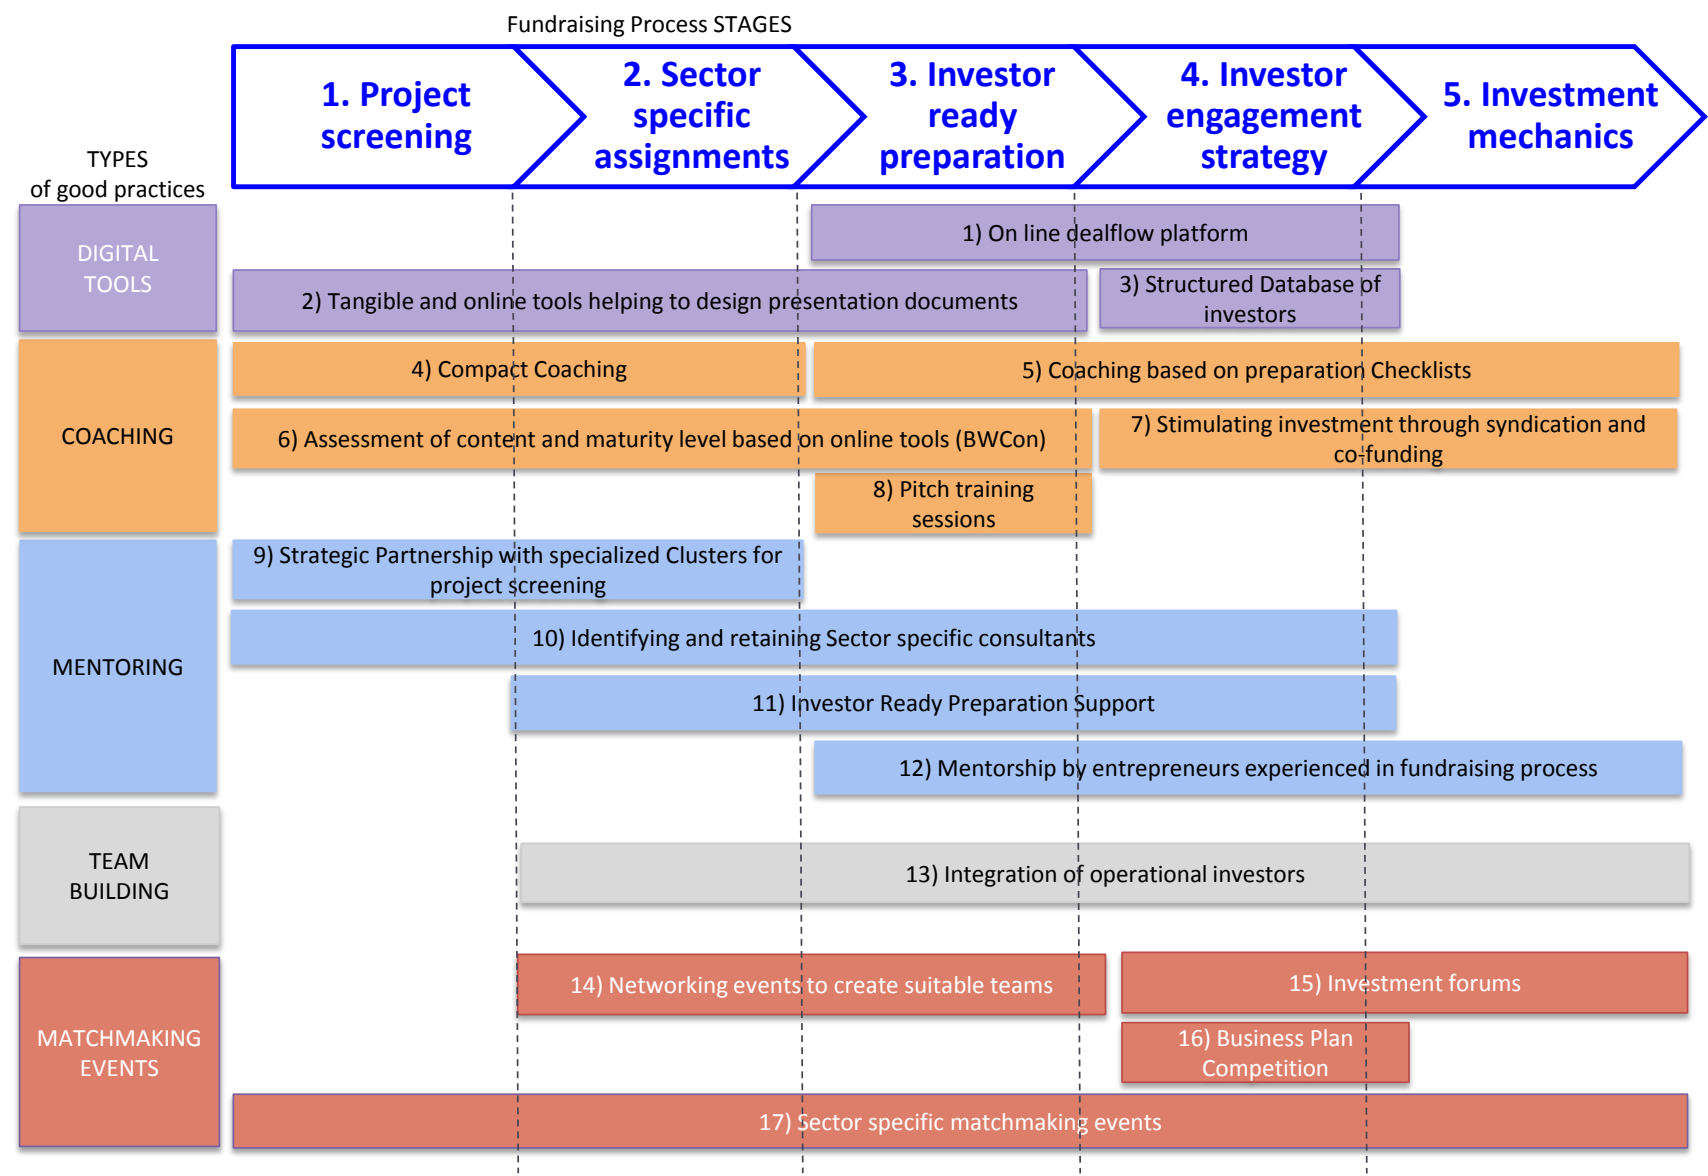 Fundraising Process STAGES
1. Project
screening
2. Sector
specific
assignments
3. Investor
ready
preparation
4. Investor
engagement
strategy
5. Investment
mechanics
TYPES
of good practices
DIGITAL
TOOLS
1) On line dealflow platform
2) Tangible and online tools helping to design presentation documents
3) Structured Database of
investors
COACHING
4) Compact Coaching
5) Coaching based on preparation Checklists
6) Assessment of content and maturity level based on online tools (BWCon)
7) Stimulating investment through syndication and
co-funding
8) Pitch training
sessions
MENTORING
9) Strategic Partnership with specialized Clusters for
project screening
10) Identifying and retaining Sector specific consultants
11) Investor Ready Preparation Support
12) Mentorship by entrepreneurs experienced in fundraising process
TEAM
BUILDING
13) Integration of operational investors
MATCHMAKING
EVENTS
14) Networking events to create suitable teams
15) Investment forums
16) Business Plan
Competition
17) Sector specific matchmaking events